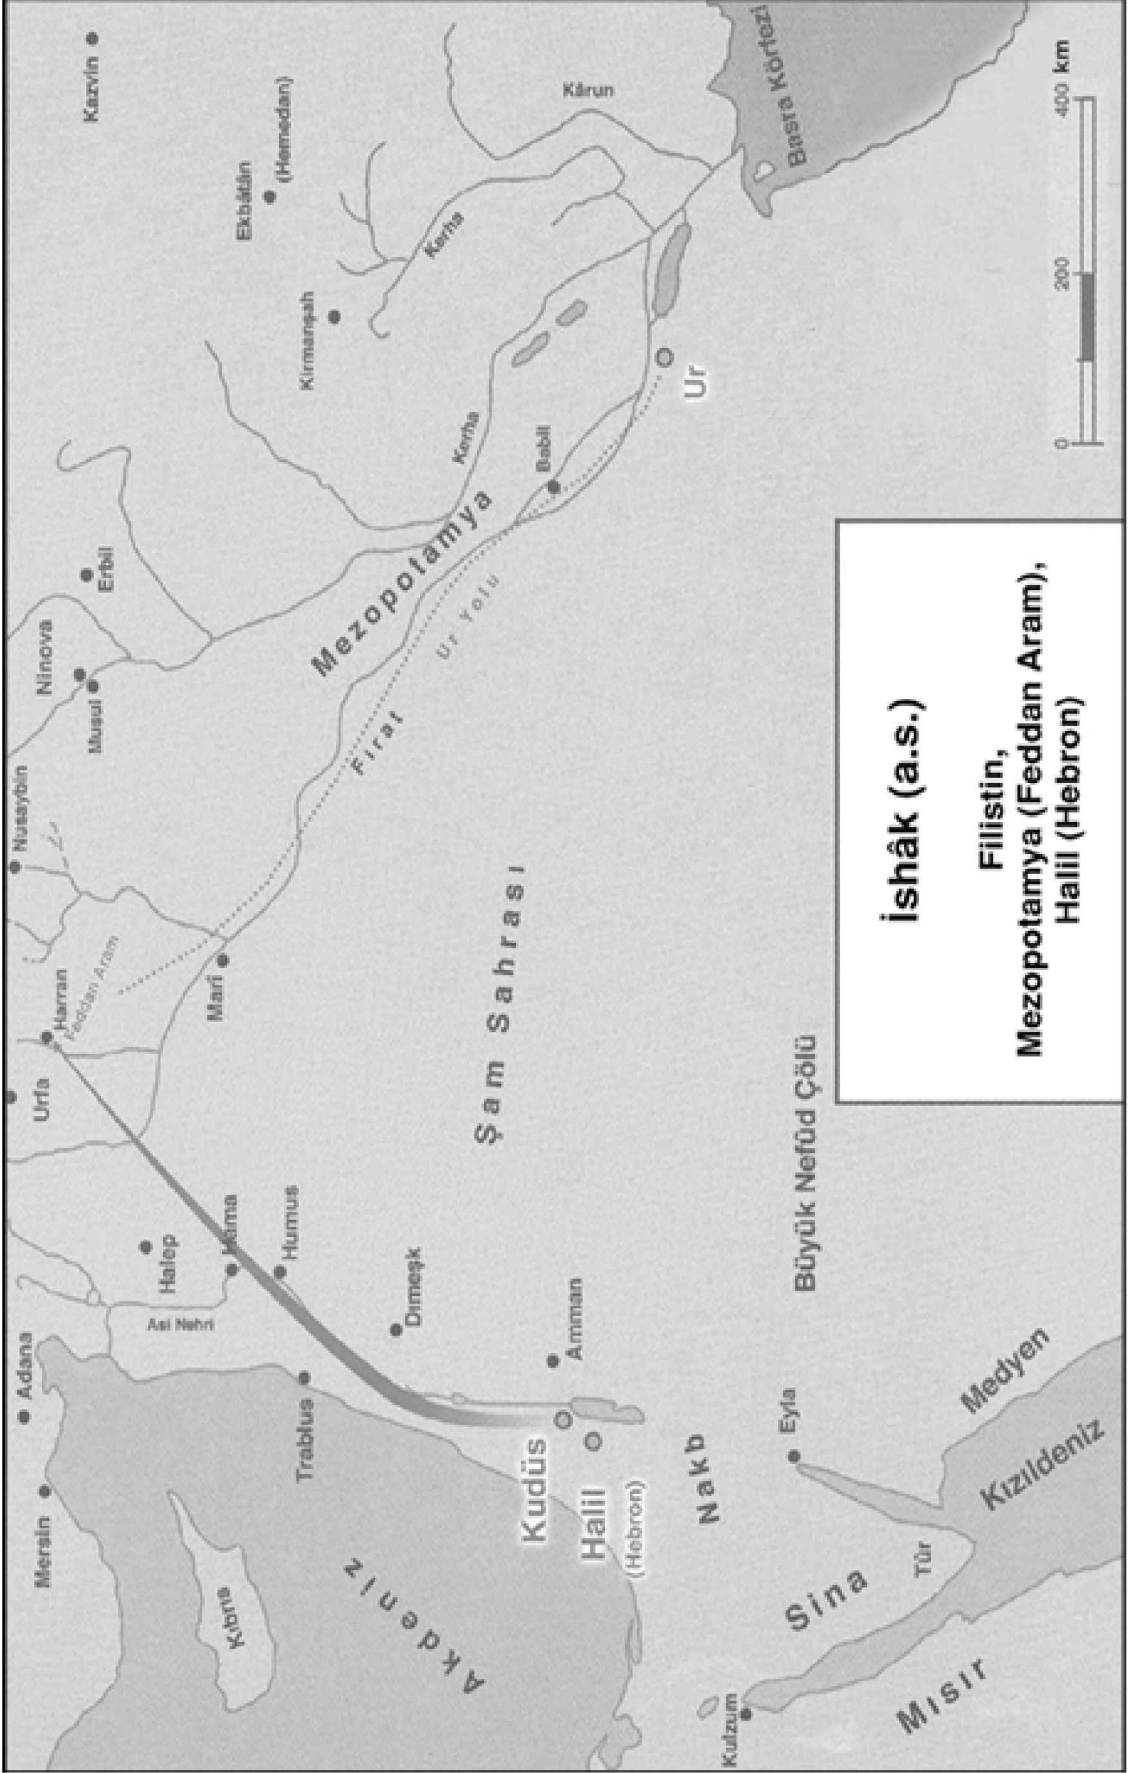 Mersin
Adana
Urfa
Harran
Feddan Aram
Nusaybin
Ninova
Musul
Erbil
Kazvin
Ekbâtân
(Hemedan)
Kirmanşah
Kerha
Kârun
Kıbrıs
Asi Nehri
Halep
Hama
Humus
Mari
Mezopotamya
Fırat
Ur Yolu
Kerha
Babil
Ur
Basra Körfezi
Akdeniz
Trablus
Dımeşk
Şam Sahrası
Kudüs
Amman
Halil
(Hebron)
Nakb
Eyla
Büyük Nefûd Çölü
Kulzum
Sina
Tûr
Medyen
Kızıldeniz
Mısır
İshâk (a.s.)
Filistin,
Mezopotamya (Feddan Aram),
Halil (Hebron)
0 200 400 km